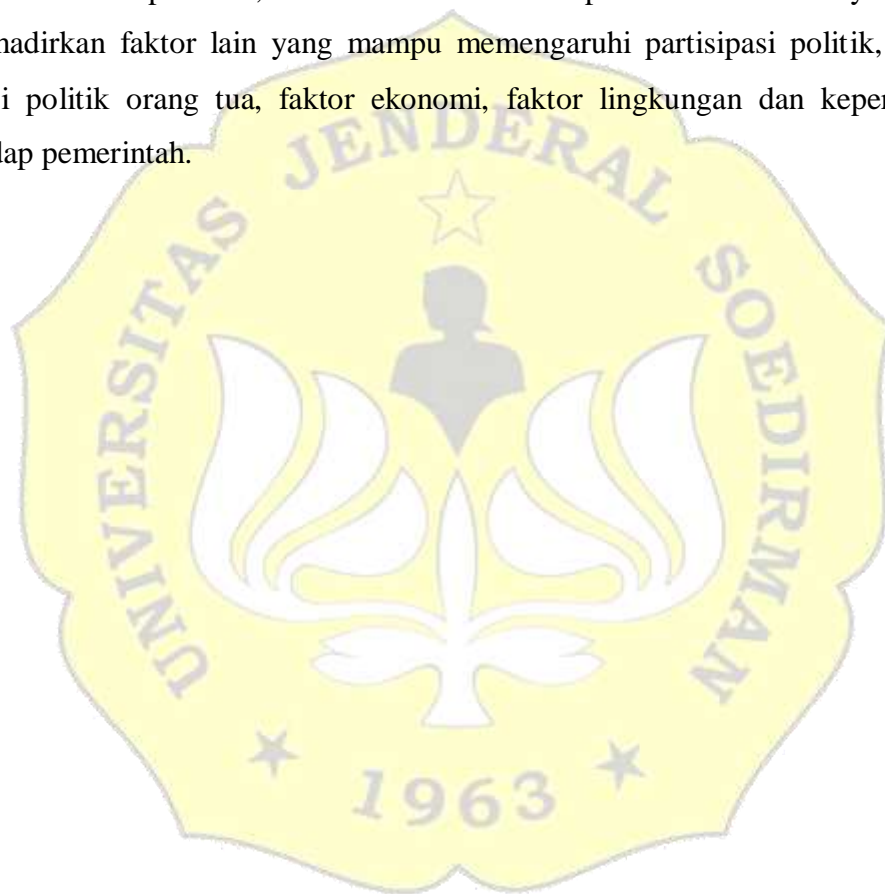 hadirkan faktor lain yang mampu memengaruhi partisipasi politik,
i politik orang tua, faktor ekonomi, faktor lingkungan dan keper
dap pemerintah.
UNIVERSITAS JENDERAL SOEDIRMAN
1963